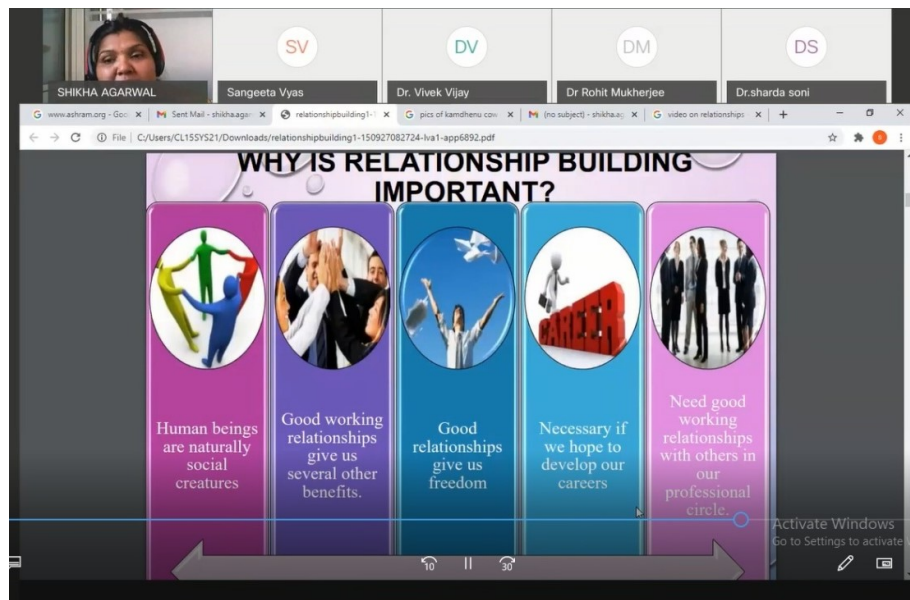 SV
DV
DM
DS
SHIKHA AGARWAL
Sangeeta Vyas
Dr. Vivek Vijay
Dr Rohit Mukherjee
Dr.sharda soni
www.ashram.org - Goo
Sent Mail - shikha.agar
relationshipbuilding1-1
pics of kamdhenu cow
(no subject) - shikha.ag
video on relationships
File
C:/Users/CL15SYS21/Downloads/relationshipbuilding1-150927082724-lva1-app6892.pdf
WHY IS RELATIONSHIP BUILDING
IMPORTANT?
Human beings
are naturally
social
creatures
Good working
relationships
give us
several other
benefits.
Good
relationships
give us
freedom
CAREER
Necessary if
we hope to
develop our
careers
Need good
working
relationships
with others in
our
professional
circle.
Activate Windows
Go to Settings to activate
10
30